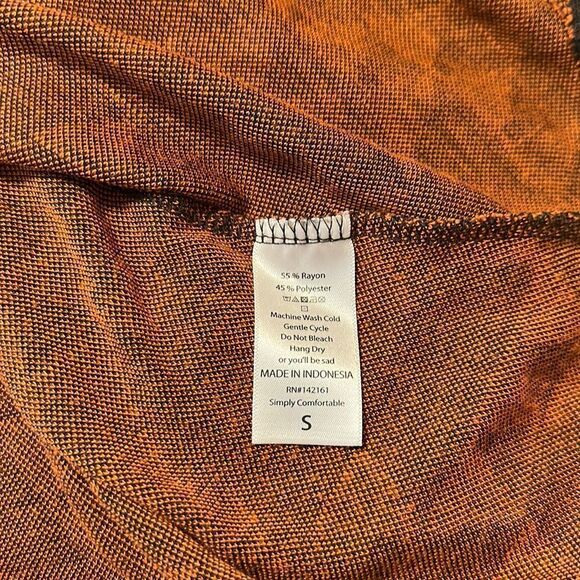 55 % Rayon
45 % Polyester
Machine Wash Cold
Gentle Cycle
Do Not Bleach
Hang Dry
or you'll be sad
MADE IN INDONESIA
RN#142161
Simply Comfortable
S